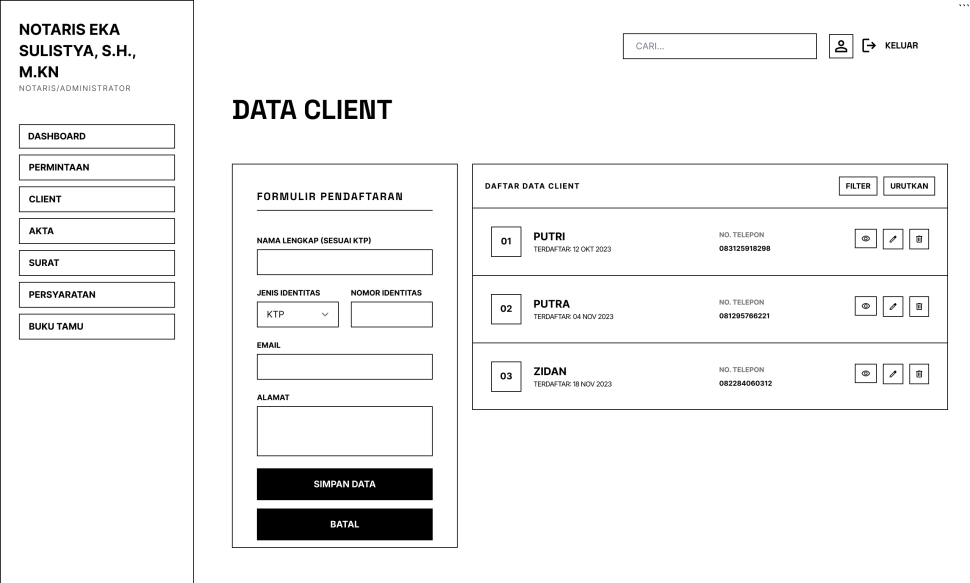 ```
NOTARIS EKA
SULISTYA, S.H.,
M.KN
NOTARIS/ADMINISTRATOR
DASHBOARD
PERMINTAAN
CLIENT
AKTA
SURAT
PERSYARATAN
BUKU TAMU
CARI...
KELUAR
DATA CLIENT
FORMULIR PENDAFTARAN
NAMA LENGKAP (SESUAI KTP)
JENIS IDENTITAS NOMOR IDENTITAS
KTP
EMAIL
ALAMAT
SIMPAN DATA
BATAL
DAFTAR DATA CLIENT FILTER URUTKAN
01 PUTRI NO. TELEPON
TERDAFTAR: 12 OKT 2023 083125918298
02 PUTRA NO. TELEPON
TERDAFTAR: 04 NOV 2023 081295766221
03 ZIDAN NO. TELEPON
TERDAFTAR: 18 NOV 2023 082284060312